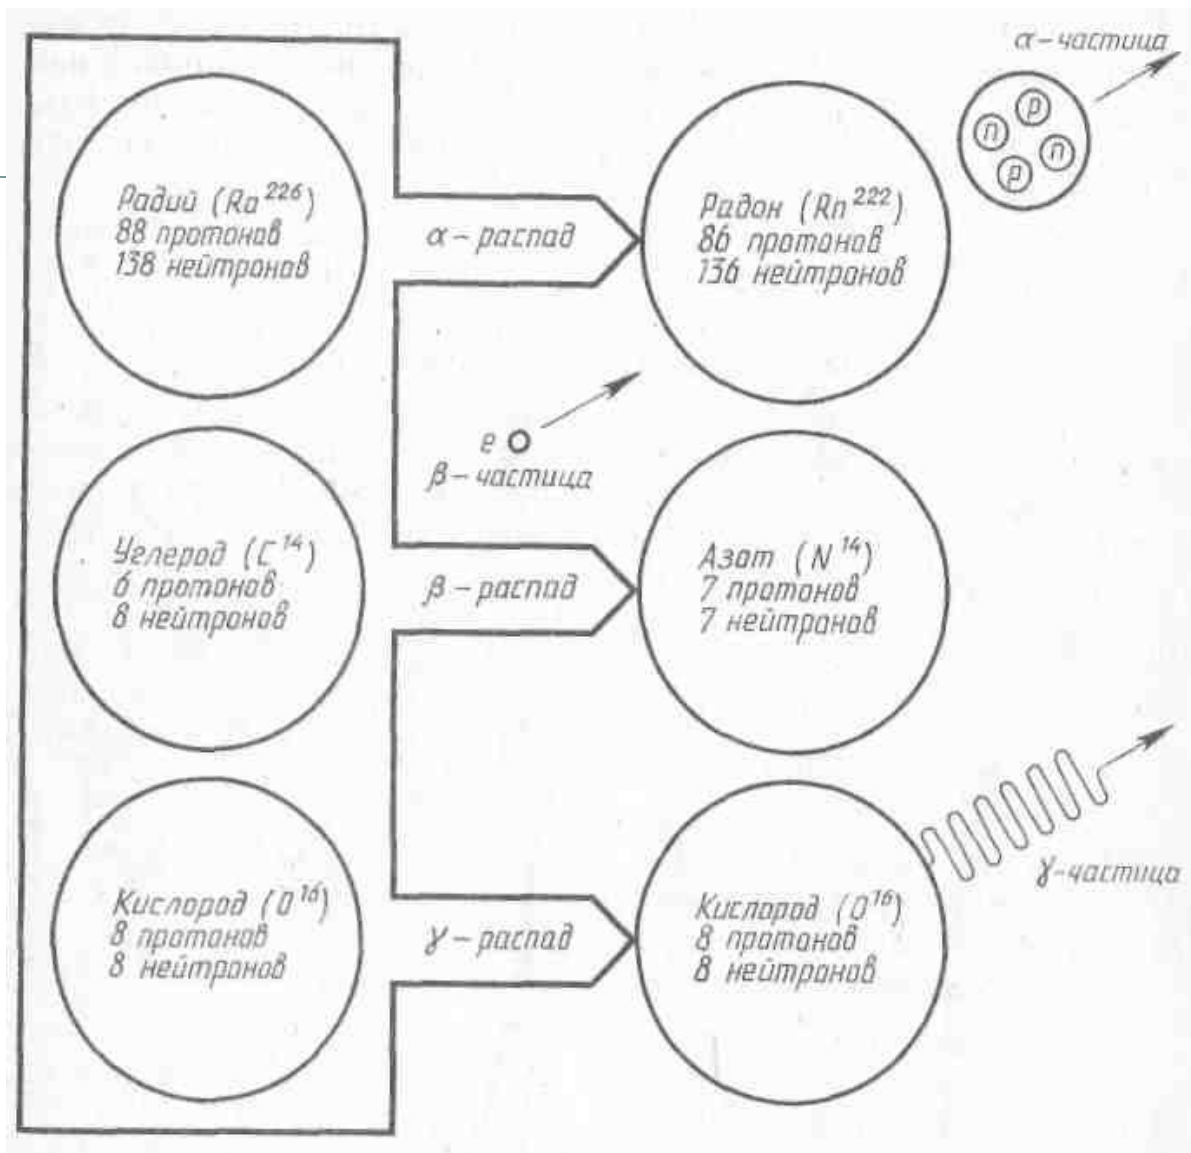 α-частица
р
п
п
р
Радий (Ra²²⁶)
88 протонов
138 нейтронов
α-распад
Радон (Rn²²²)
86 протонов
136 нейтронов
е
β-частица
Углерод (C¹⁴)
6 протонов
8 нейтронов
β-распад
Азот (N¹⁴)
7 протонов
7 нейтронов
γ-частица
Кислород (O¹⁶)
8 протонов
8 нейтронов
γ-распад
Кислород (O¹⁶)
8 протонов
8 нейтронов